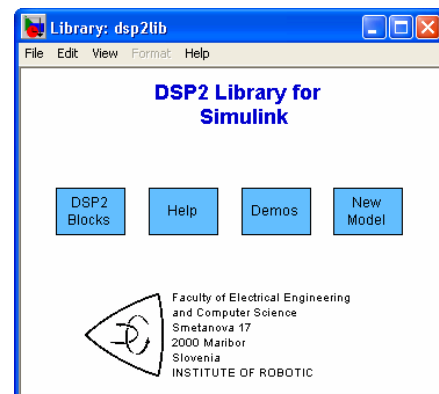 Library: dsp2lib
File Edit View Format Help
DSP2 Library for
Simulink
DSP2
Blocks
Help
Demos
New
Model
Faculty of Electrical Engineering
and Computer Science
Smetanova 17
2000 Maribor
Slovenia
INSTITUTE OF ROBOTIC